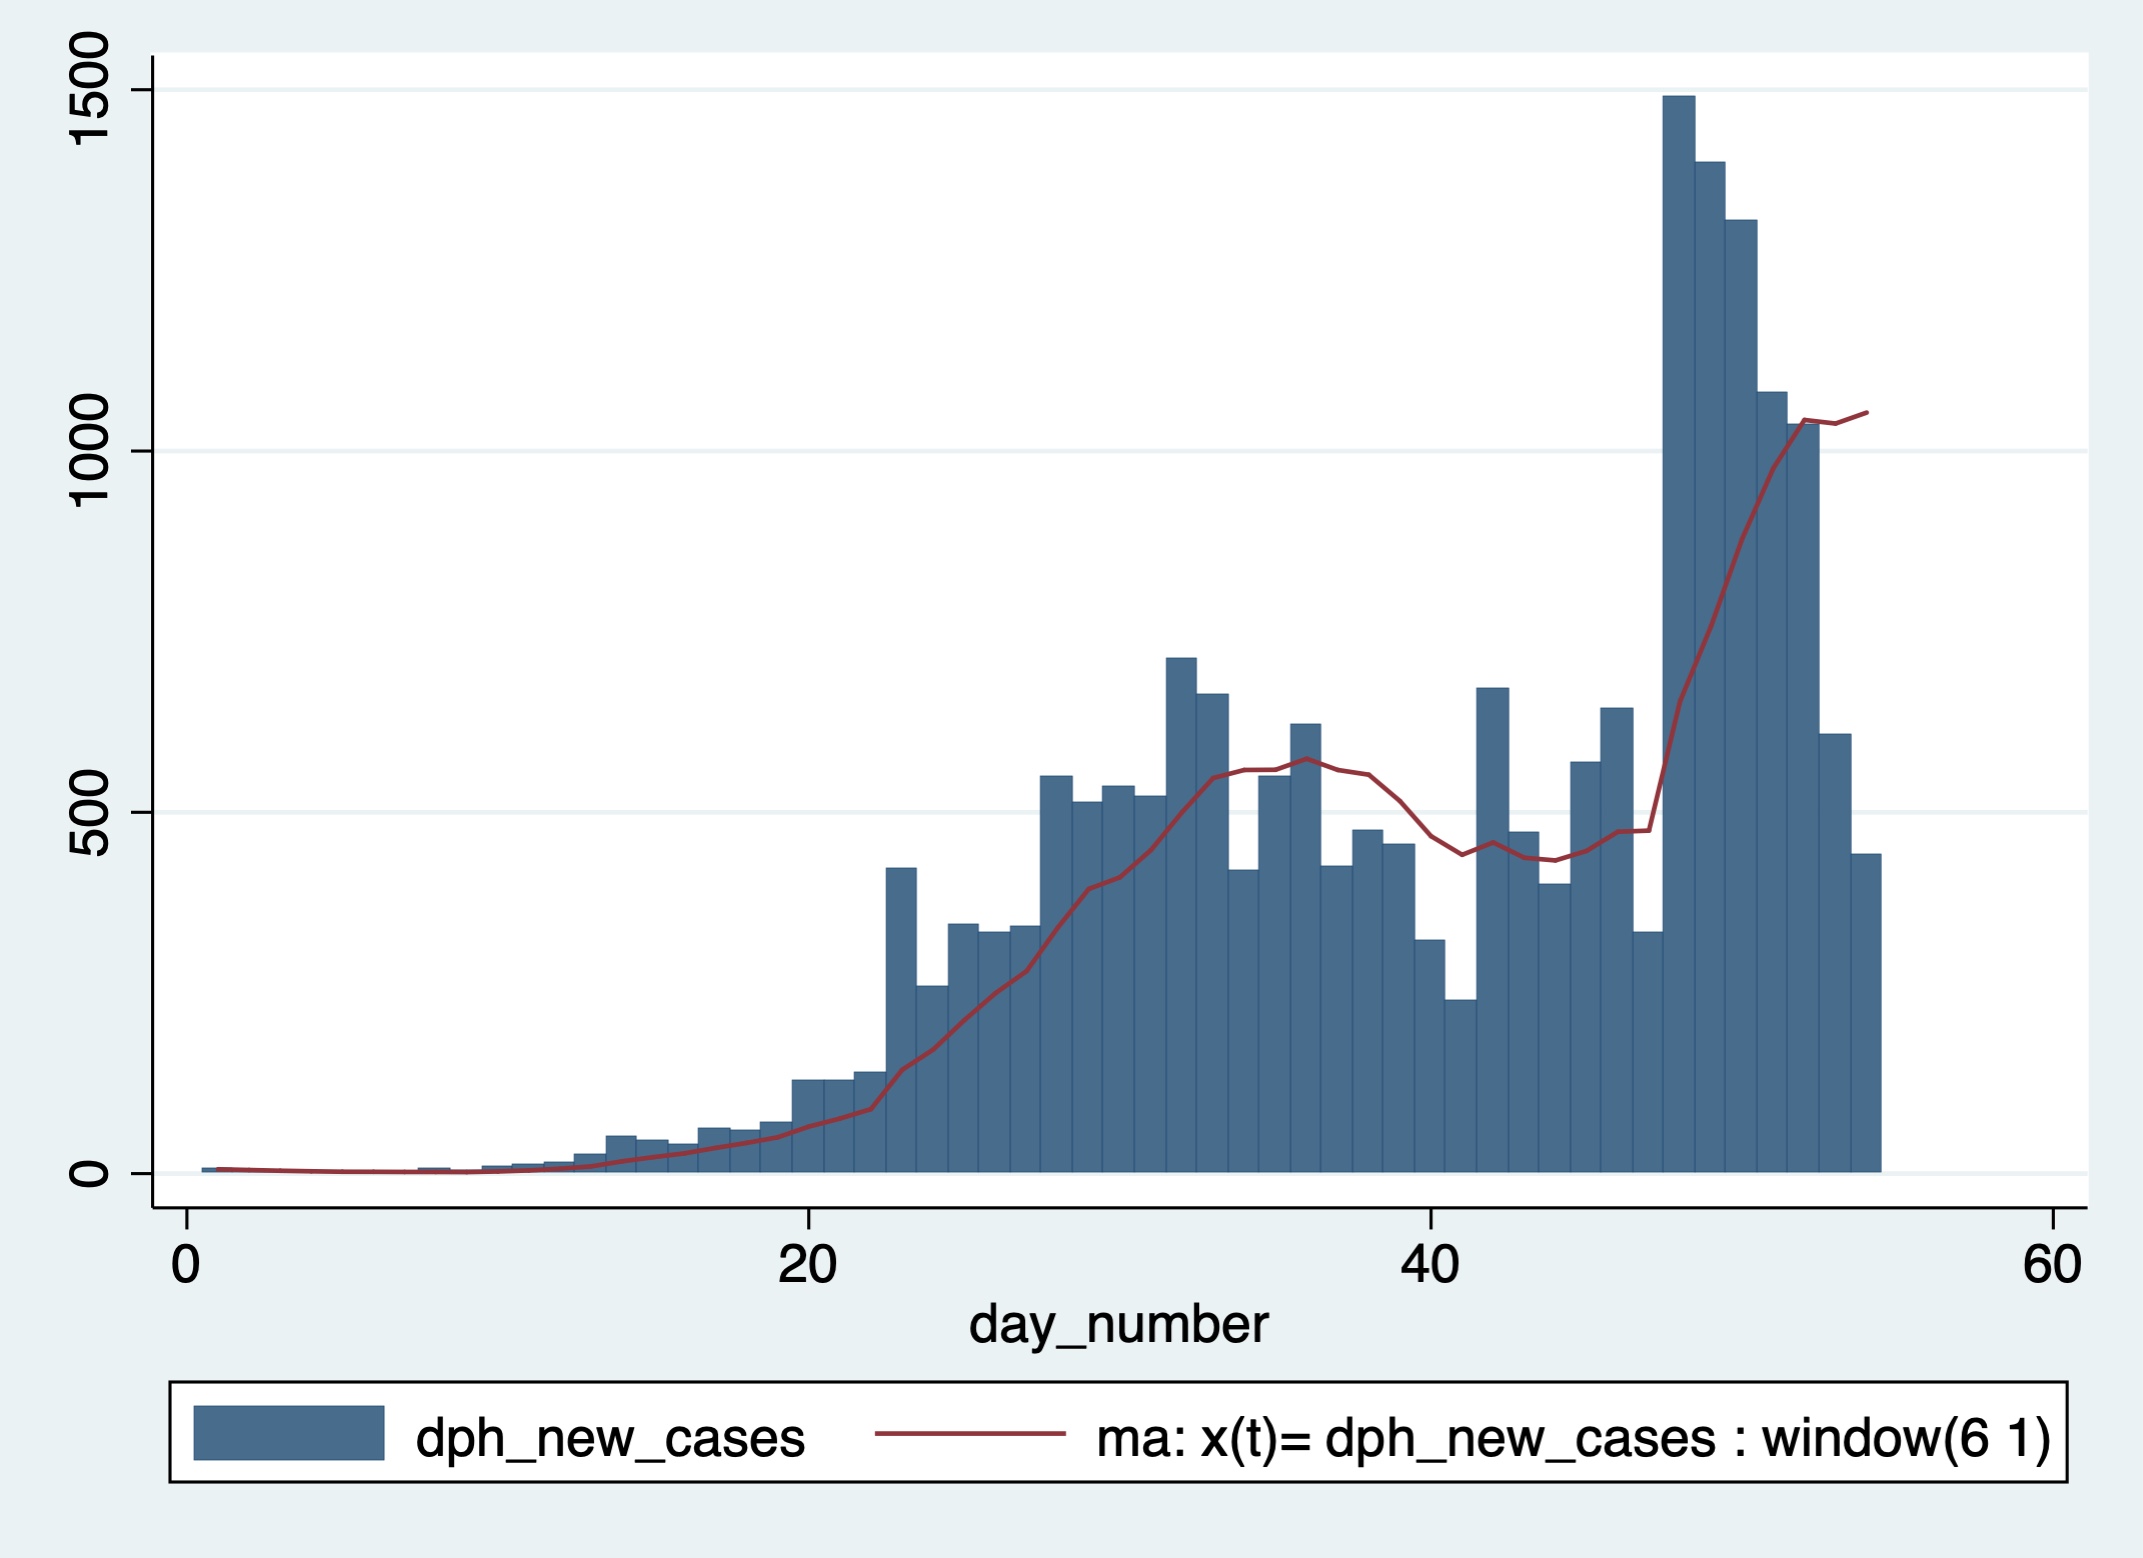 1500
1000
500
0
0 20 40 60
day_number
dph_new_cases ma: x(t)= dph_new_cases : window(6 1)